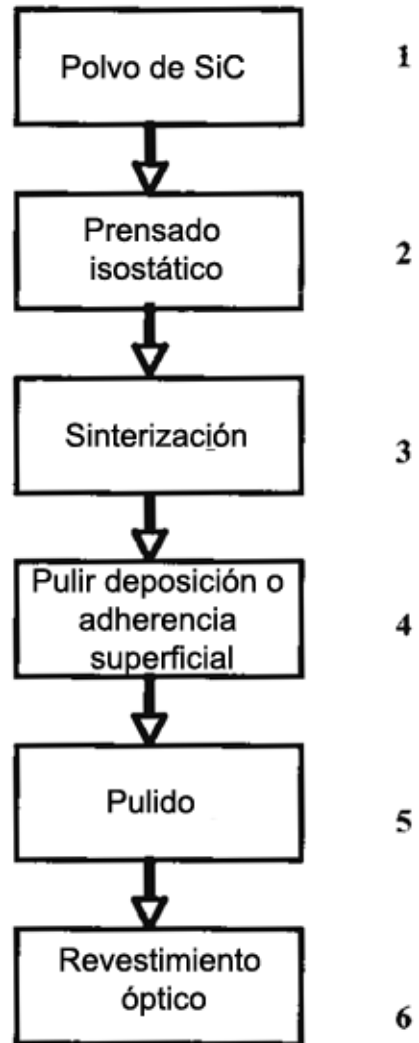 Polvo de SiC
1
Prensado
isostático
2
Sinterización
3
Pulir deposición o
adherencia
superficial
4
Pulido
5
Revestimiento
óptico
6